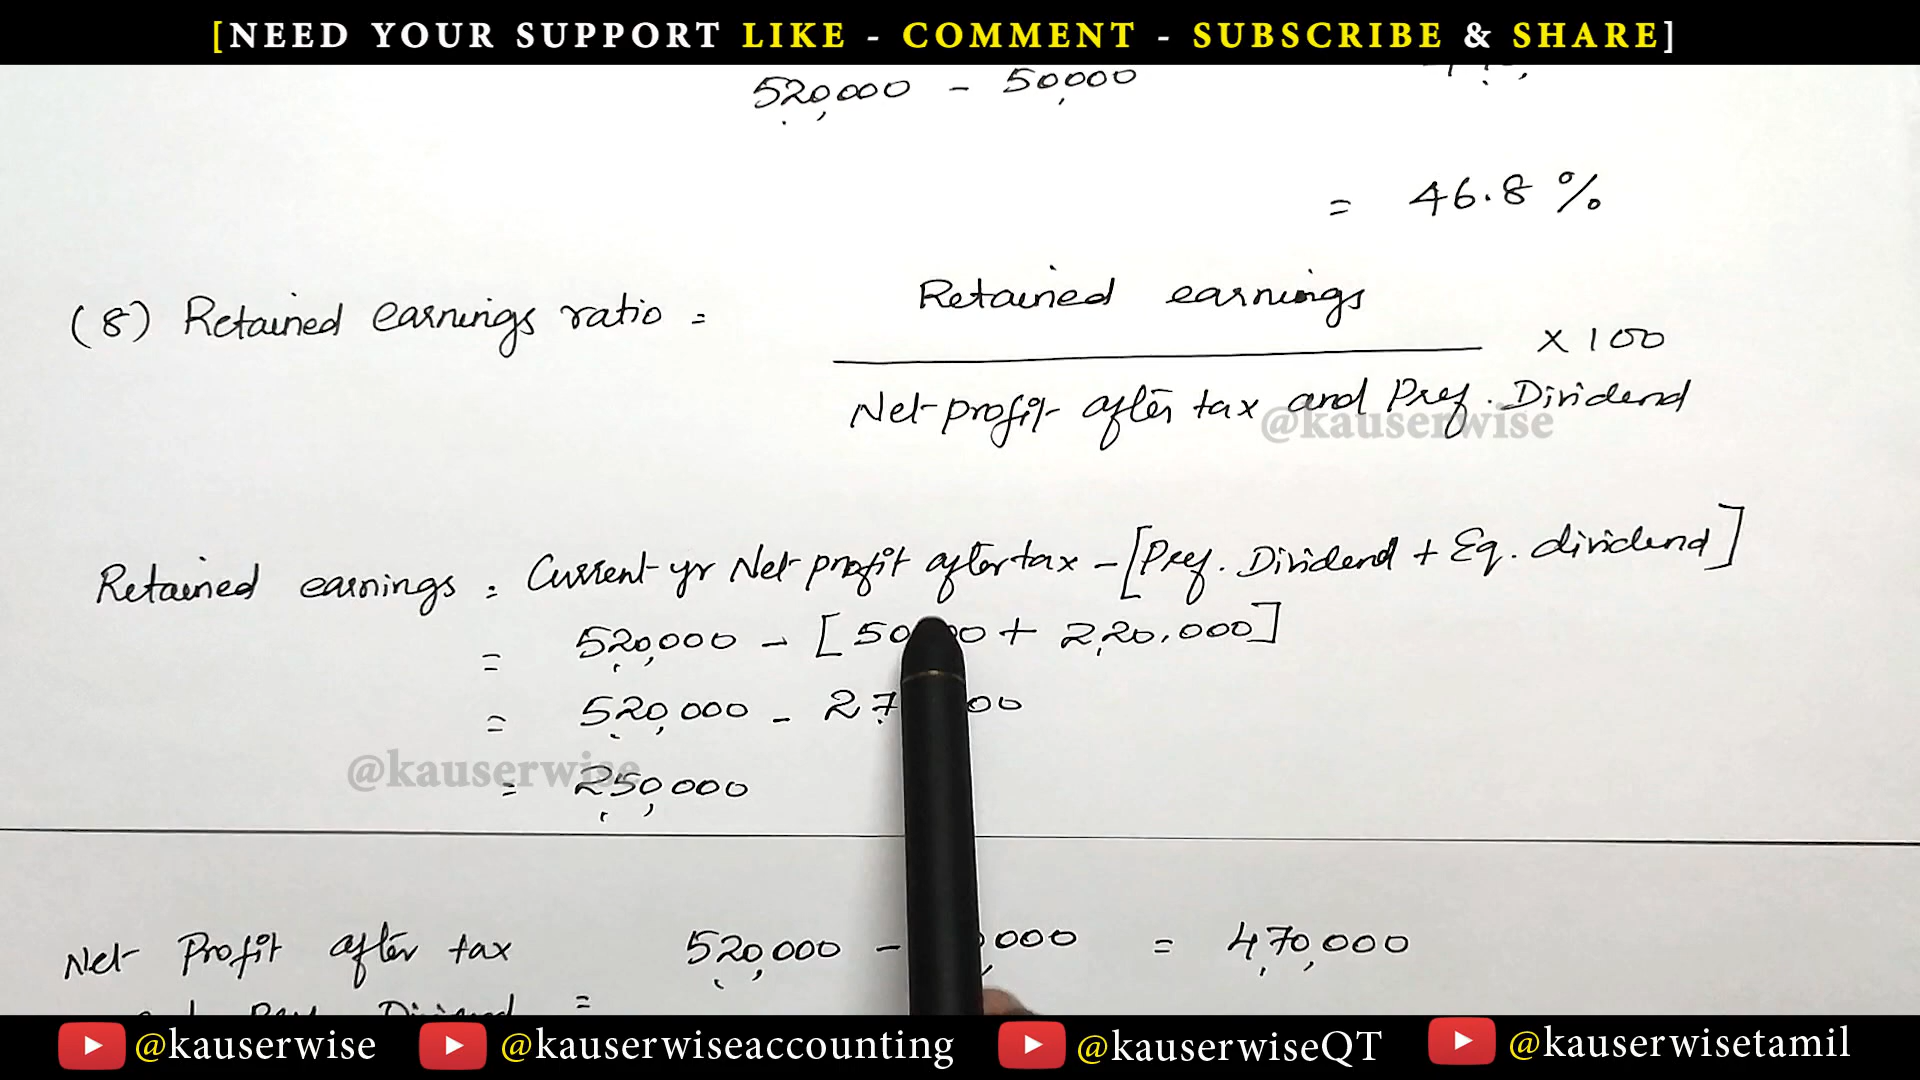 [NEED YOUR SUPPORT LIKE - COMMENT - SUBSCRIBE & SHARE]
520,000 - 50,000
= 46.8 %
(8) Retained earnings ratio = Retained earnings
× 100
Net profit after tax and Pref. Dividend
@kauserwise
Retained earnings = Current yr Net profit after tax - [Pref. Dividend + Eq. dividend]
= 520,000 - [ + 2,20,000]
= 520,000 -
@kauserwise
= 250,000
Net Profit after tax 520,000 - = 470,000
Dividend =
@kauserwise @kauserwiseaccounting @kauserwiseQT @kauserwisetamil